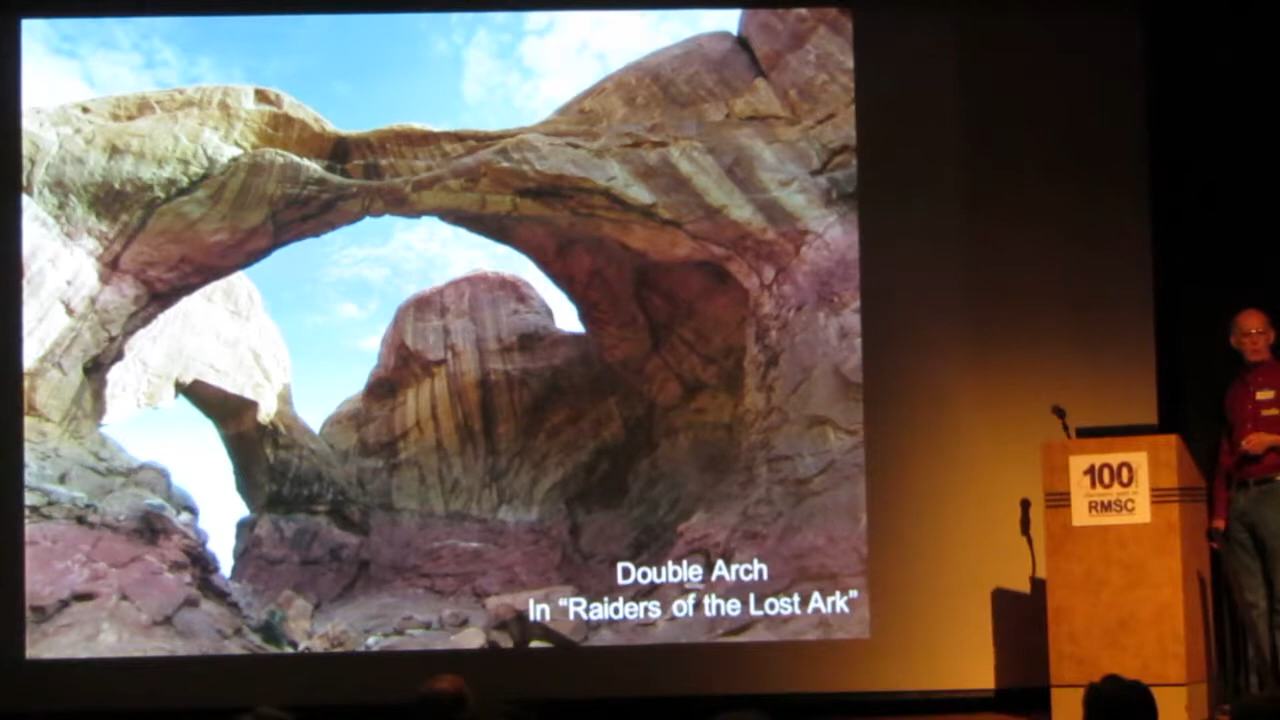 Double Arch
In “Raiders of the Lost Ark”
100
RMSC